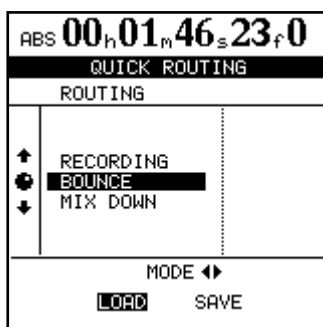 ABS 00h01m46s23f0
QUICK ROUTING
ROUTING
RECORDING
BOUNCE
MIX DOWN
MODE
LOAD SAVE